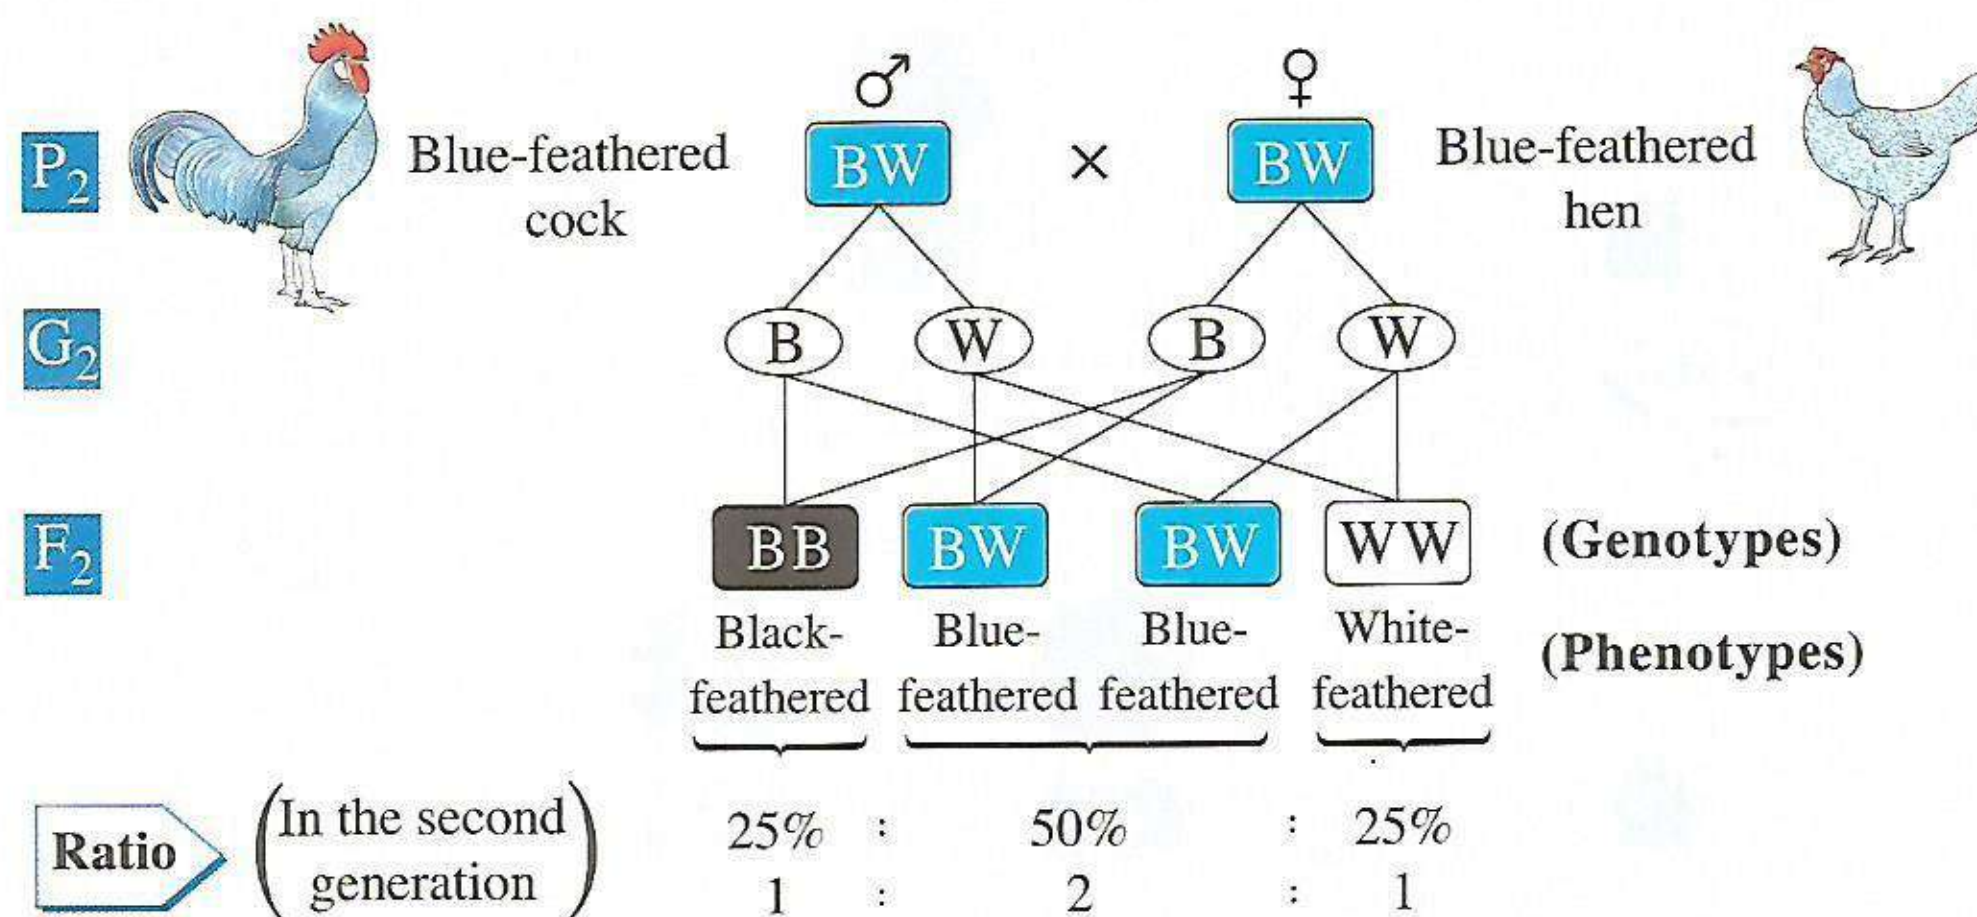 ♂ ♀
P2 Blue-feathered cock BW × BW Blue-feathered hen
G2 B W B W
F2 BB BW BW WW (Genotypes)
Black-feathered Blue-feathered Blue-feathered White-feathered (Phenotypes)
Ratio (In the second generation) 25% : 50% : 25%
1 : 2 : 1